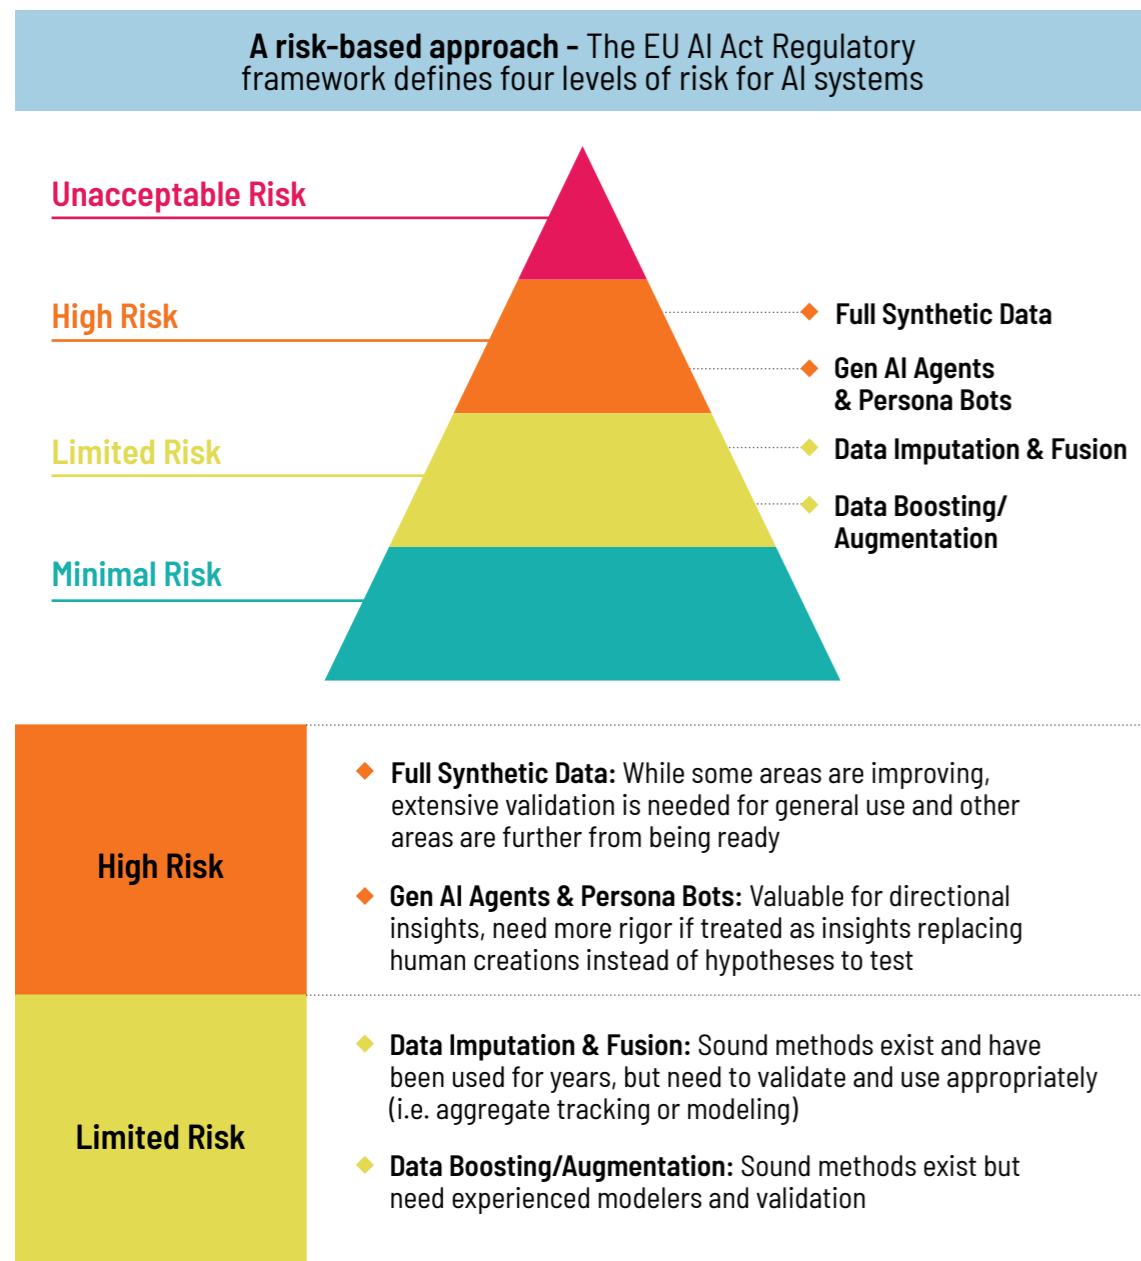 A risk-based approach - The EU AI Act Regulatory
framework defines four levels of risk for AI systems
Unacceptable Risk
High Risk
Limited Risk
Minimal Risk
Full Synthetic Data
Gen AI Agents
& Persona Bots
Data Imputation & Fusion
Data Boosting/
Augmentation
High Risk
Full Synthetic Data: While some areas are improving,
extensive validation is needed for general use and other
areas are further from being ready
Gen AI Agents & Persona Bots: Valuable for directional
insights, need more rigor if treated as insights replacing
human creations instead of hypotheses to test
Limited Risk
Data Imputation & Fusion: Sound methods exist and have
been used for years, but need to validate and use appropriately
(i.e. aggregate tracking or modeling)
Data Boosting/Augmentation: Sound methods exist but
need experienced modelers and validation